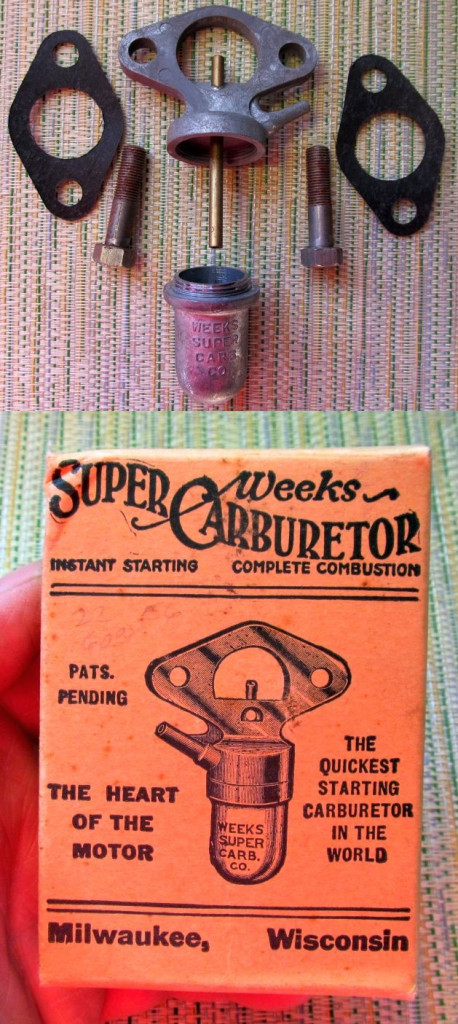 WEEKS
SUPER
CARB.
CO.
Super Weeks
Carburetor
INSTANT STARTING COMPLETE COMBUSTION
PATS.
PENDING
THE HEART
OF THE
MOTOR
THE
QUICKEST
STARTING
CARBURETOR
IN THE
WORLD
WEEKS
SUPER
CARB.
CO.
Milwaukee, Wisconsin